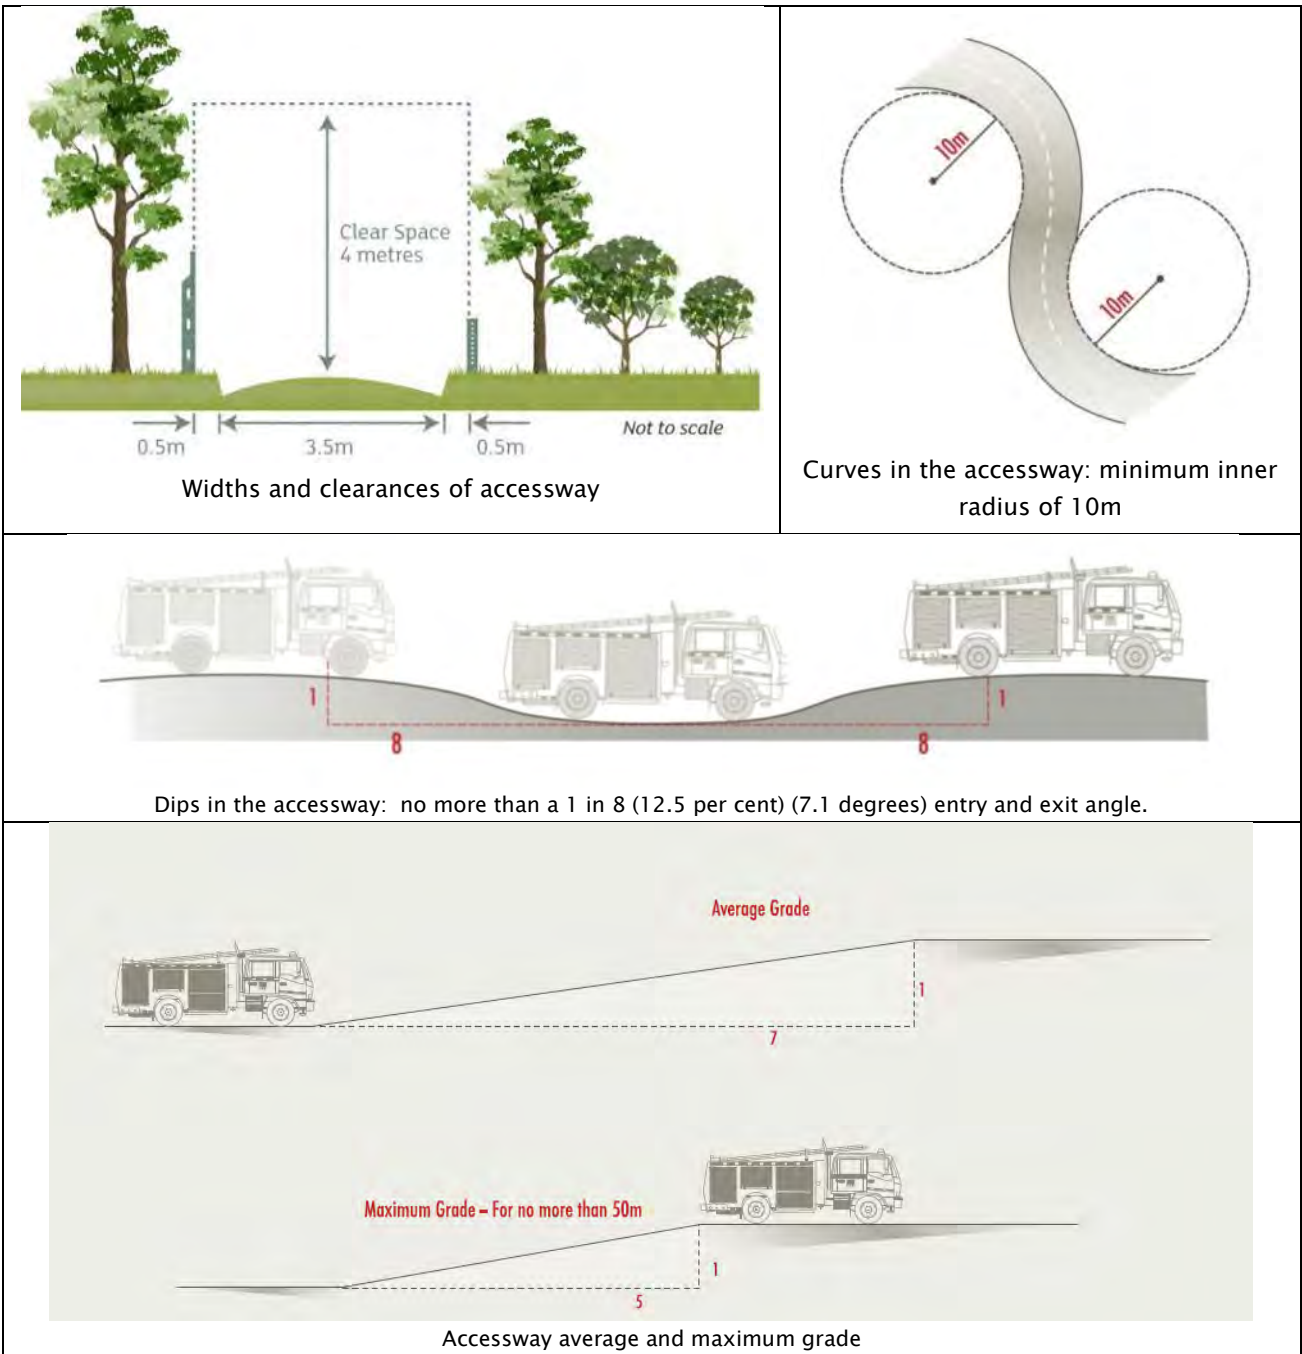 Clear Space
4 metres
0.5m
3.5m
0.5m
Not to scale
Widths and clearances of accessway
10m
10m
Curves in the accessway: minimum inner
radius of 10m
1
1
8
8
Dips in the accessway: no more than a 1 in 8 (12.5 per cent) (7.1 degrees) entry and exit angle.
Average Grade
1
7
Maximum Grade – For no more than 50m
1
5
Accessway average and maximum grade